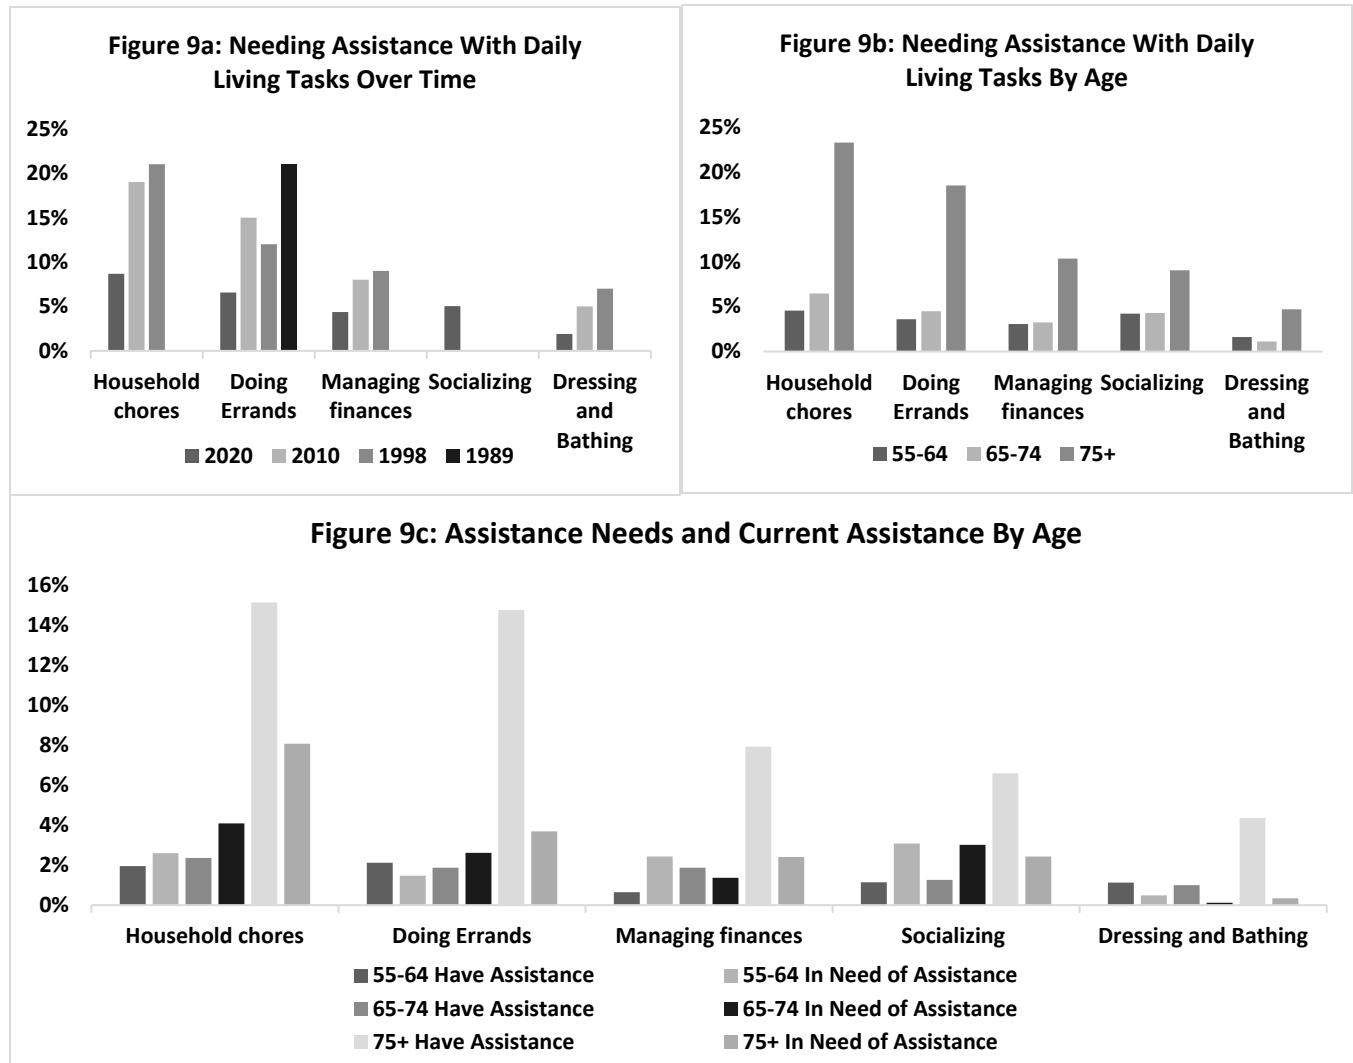 Figure 9a: Needing Assistance With Daily
Living Tasks Over Time
25%
20%
15%
10%
5%
0%
Household
chores
Doing
Errands
Managing
finances
Socializing
Dressing
and
Bathing
2020
2010
1998
1989
Figure 9b: Needing Assistance With Daily
Living Tasks By Age
25%
20%
15%
10%
5%
0%
Household
chores
Doing
Errands
Managing
finances
Socializing
Dressing
and
Bathing
55-64
65-74
75+
Figure 9c: Assistance Needs and Current Assistance By Age
16%
14%
12%
10%
8%
6%
4%
2%
0%
Household chores
Doing Errands
Managing finances
Socializing
Dressing and Bathing
55-64 Have Assistance
55-64 In Need of Assistance
65-74 Have Assistance
65-74 In Need of Assistance
75+ Have Assistance
75+ In Need of Assistance